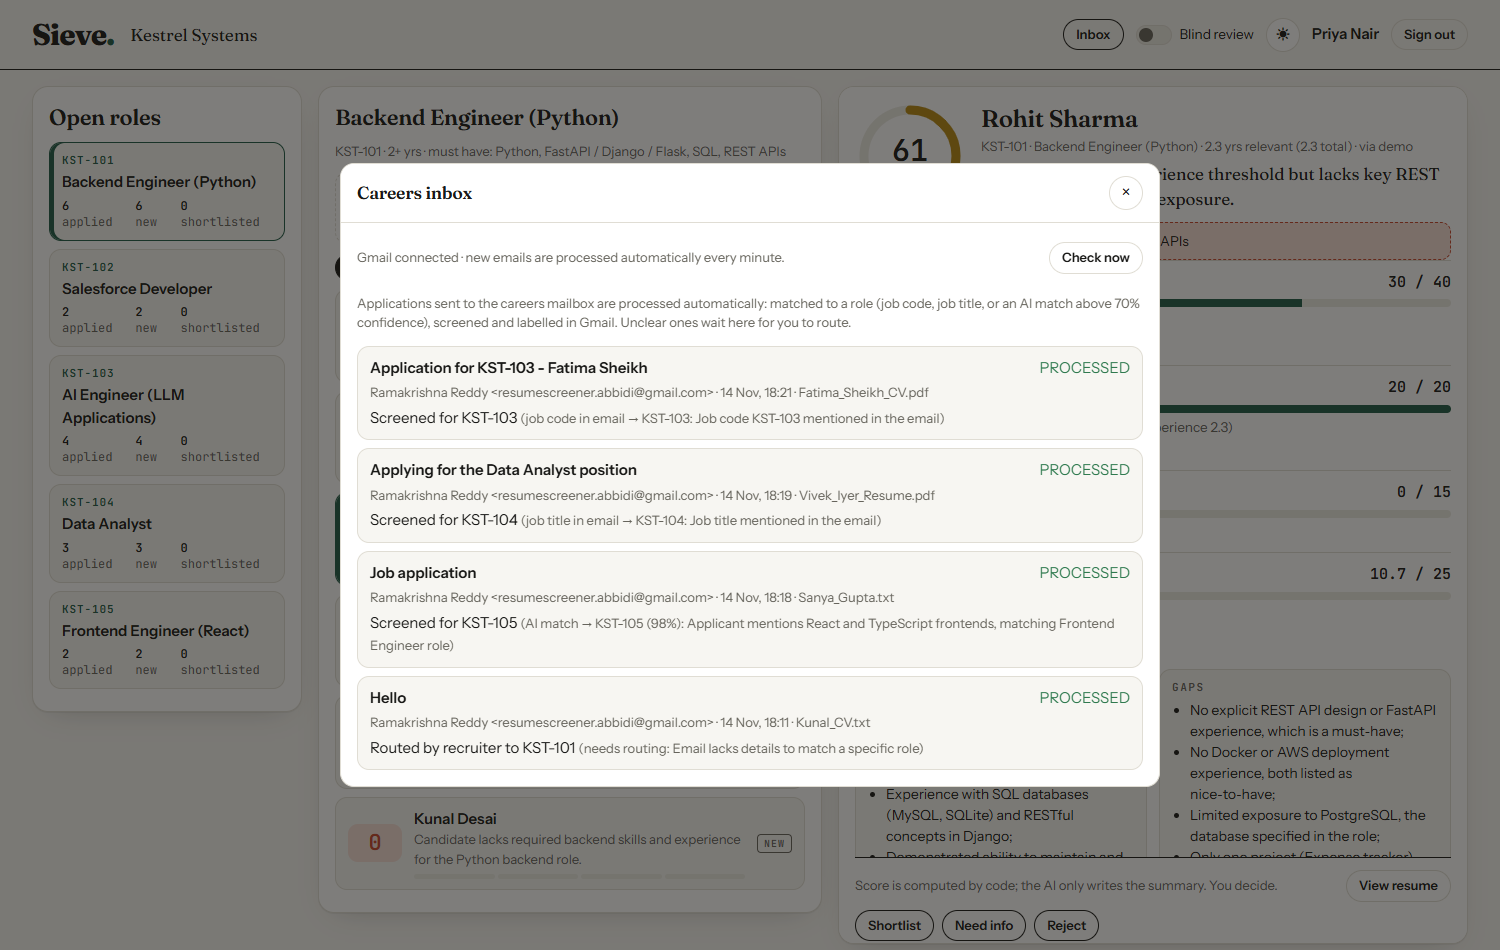 Sieve. Kestrel Systems
Inbox Blind review Priya Nair Sign out
Open roles
KST-101
Backend Engineer (Python)
6 6 0
applied new shortlisted
KST-102
Salesforce Developer
2 2 0
applied new shortlisted
KST-103
AI Engineer (LLM
Applications)
4 4 0
applied new shortlisted
KST-104
Data Analyst
3 3 0
applied new shortlisted
KST-105
Frontend Engineer (React)
2 2 0
applied new shortlisted
Backend Engineer (Python)
KST-101 · 2+ yrs · must have: Python, FastAPI / Django / Flask, SQL, REST APIs
Careers inbox
×
Gmail connected · new emails are processed automatically every minute.
Check now
Applications sent to the careers mailbox are processed automatically: matched to a role (job code, job title, or an AI match above 70%
confidence), screened and labelled in Gmail. Unclear ones wait here for you to route.
Application for KST-103 - Fatima Sheikh PROCESSED
Ramakrishna Reddy <resumescreener.abbidi@gmail.com> · 14 Nov, 18:21 · Fatima_Sheikh_CV.pdf
Screened for KST-103 (job code in email → KST-103: Job code KST-103 mentioned in the email)
Applying for the Data Analyst position PROCESSED
Ramakrishna Reddy <resumescreener.abbidi@gmail.com> · 14 Nov, 18:19 · Vivek_Iyer_Resume.pdf
Screened for KST-104 (job title in email → KST-104: Job title mentioned in the email)
Job application PROCESSED
Ramakrishna Reddy <resumescreener.abbidi@gmail.com> · 14 Nov, 18:18 · Sanya_Gupta.txt
Screened for KST-105 (AI match → KST-105 (98%): Applicant mentions React and TypeScript frontends, matching Frontend
Engineer role)
Hello PROCESSED
Ramakrishna Reddy <resumescreener.abbidi@gmail.com> · 14 Nov, 18:11 · Kunal_CV.txt
Routed by recruiter to KST-101 (needs routing: Email lacks details to match a specific role)
0
Kunal Desai
Candidate lacks required backend skills and experience
for the Python backend role.
NEW
61
Rohit Sharma
KST-101 · Backend Engineer (Python) · 2.3 yrs relevant (2.3 total) · via demo
threshold but lacks key REST
exposure.
APIs
30 / 40
20 / 20
2.3)
0 / 15
10.7 / 25
Experience with SQL databases
(MySQL, SQLite) and RESTful
concepts in Django;
GAPS
No explicit REST API design or FastAPI
experience, which is a must-have;
No Docker or AWS deployment
experience, both listed as
nice-to-have;
Limited exposure to PostgreSQL, the
database specified in the role;
Score is computed by code; the AI only writes the summary. You decide.
View resume
Shortlist Need info Reject